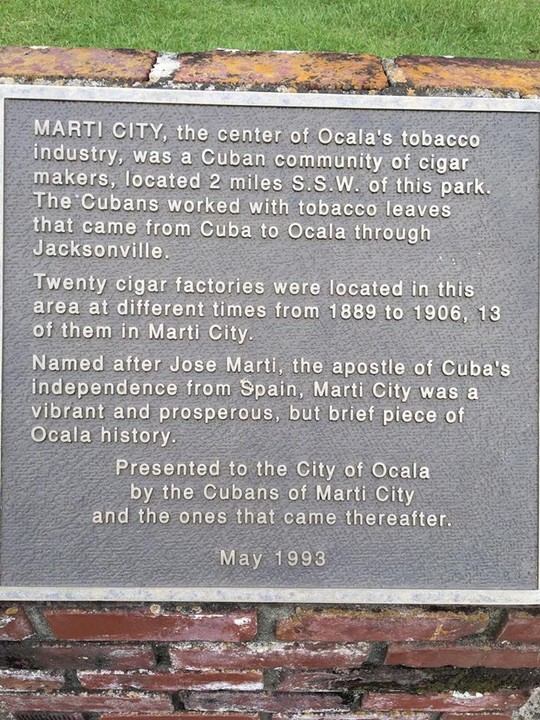 MARTI CITY, the center of Ocala's tobacco
industry, was a Cuban community of cigar
makers, located 2 miles S.S.W. of this park.
The Cubans worked with tobacco leaves
that came from Cuba to Ocala through
Jacksonville.
Twenty cigar factories were located in this
area at different times from 1889 to 1906, 13
of them in Marti City.
Named after Jose Marti, the apostle of Cuba's
independence from Spain, Marti City was a
vibrant and prosperous, but brief piece of
Ocala history.
Presented to the City of Ocala
by the Cubans of Marti City
and the ones that came thereafter.
May 1993